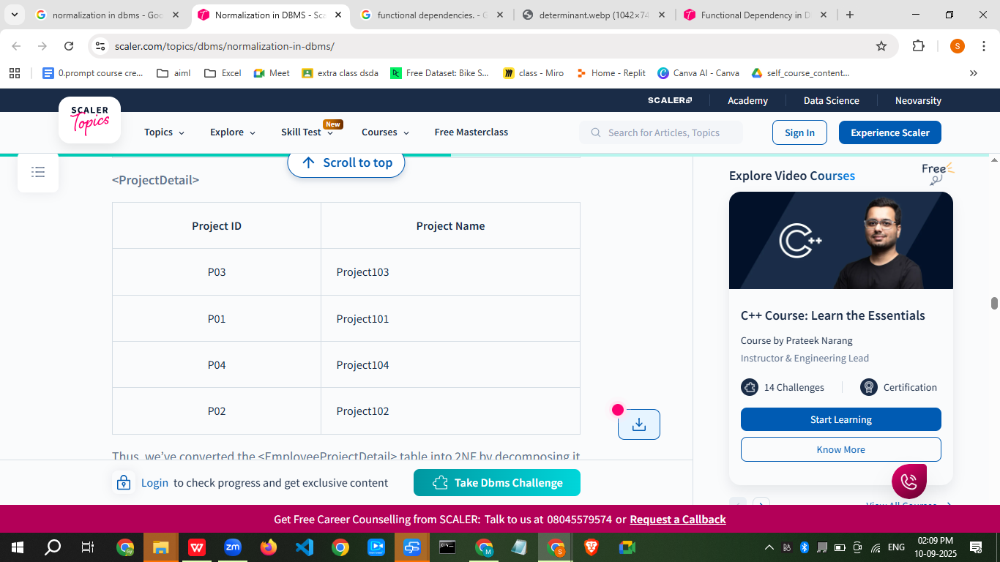 normalization in dbms - Goo
Normalization in DBMS - Sca
functional dependencies. - G
determinant.webp (1042×74
Functional Dependency in D
scaler.com/topics/dbms/normalization-in-dbms/
S
0.prompt course cre...
aiml
Excel
Meet
extra class dsda
Free Dataset: Bike S...
class - Miro
Home - Replit
Canva AI - Canva
self_course_content...
SCALER
Academy
Data Science
Neovarsity
SCALER
Topics
Topics
Explore
Skill Test
New
Courses
Free Masterclass
Search for Articles, Topics
Sign In
Experience Scaler
Scroll to top
<ProjectDetail>
Project ID
Project Name
P03
Project103
P01
Project101
P04
Project104
P02
Project102
Thus, we've converted the <EmployeeProjectDetail> table into 2NF by decomposing it
Explore Video Courses
Free
C++
C++ Course: Learn the Essentials
Course by Prateek Narang
Instructor & Engineering Lead
14 Challenges
Certification
Start Learning
Know More
View All Courses
Login to check progress and get exclusive content
Take Dbms Challenge
Get Free Career Counselling from SCALER: Talk to us at 08045579574 or Request a Callback
ENG
02:09 PM
10-09-2025